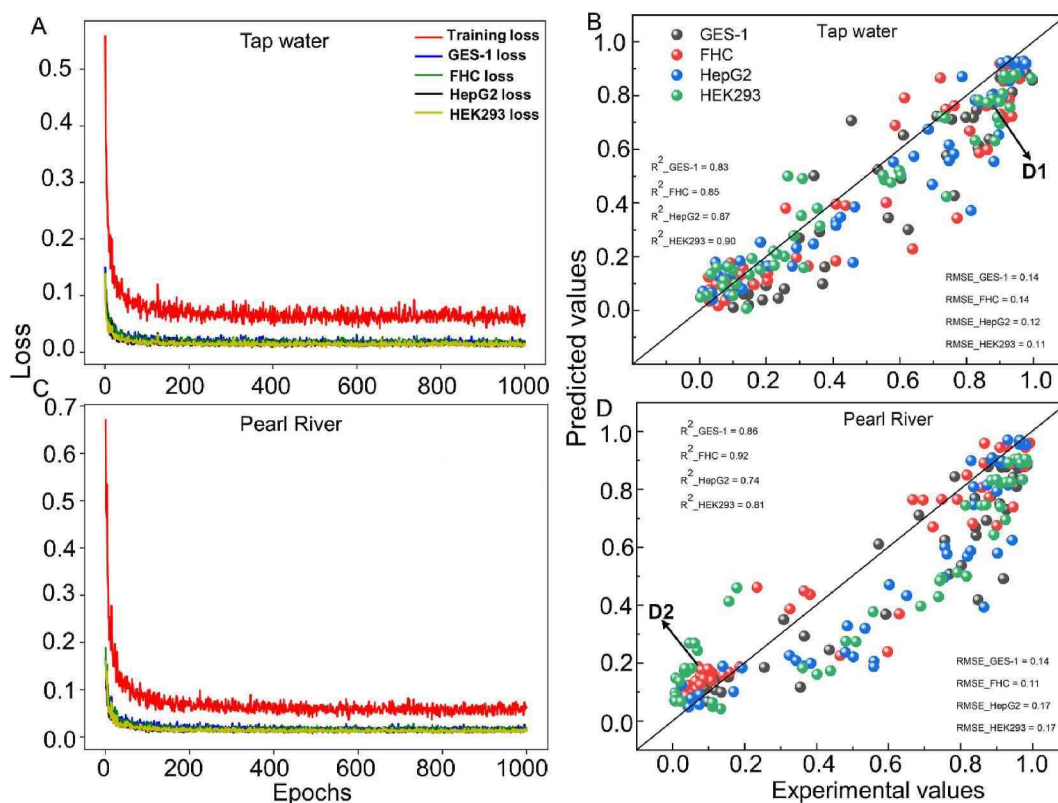 A
Tap water
Training loss
GES-1 loss
FHC loss
HepG2 loss
HEK293 loss
0.5
0.4
0.3
0.2
0.1
0.0
0
200
400
600
800
1000
B
Tap water
GES-1
FHC
HepG2
HEK293
R²_GES-1 = 0.83
R²_FHC = 0.85
R²_HepG2 = 0.87
R²_HEK293 = 0.90
D1
RMSE_GES-1 = 0.14
RMSE_FHC = 0.14
RMSE_HepG2 = 0.12
RMSE_HEK293 = 0.11
1.0
0.8
0.6
0.4
0.2
0.0
0.0
0.2
0.4
0.6
0.8
1.0
Loss
Predicted values
C
Pearl River
0.7
0.6
0.5
0.4
0.3
0.2
0.1
0.0
0
200
400
600
800
1000
Epochs
D
Pearl River
R²_GES-1 = 0.86
R²_FHC = 0.92
R²_HepG2 = 0.74
R²_HEK293 = 0.81
D2
RMSE_GES-1 = 0.14
RMSE_FHC = 0.11
RMSE_HepG2 = 0.17
RMSE_HEK293 = 0.17
1.0
0.8
0.6
0.4
0.2
0.0
0.0
0.2
0.4
0.6
0.8
1.0
Experimental values